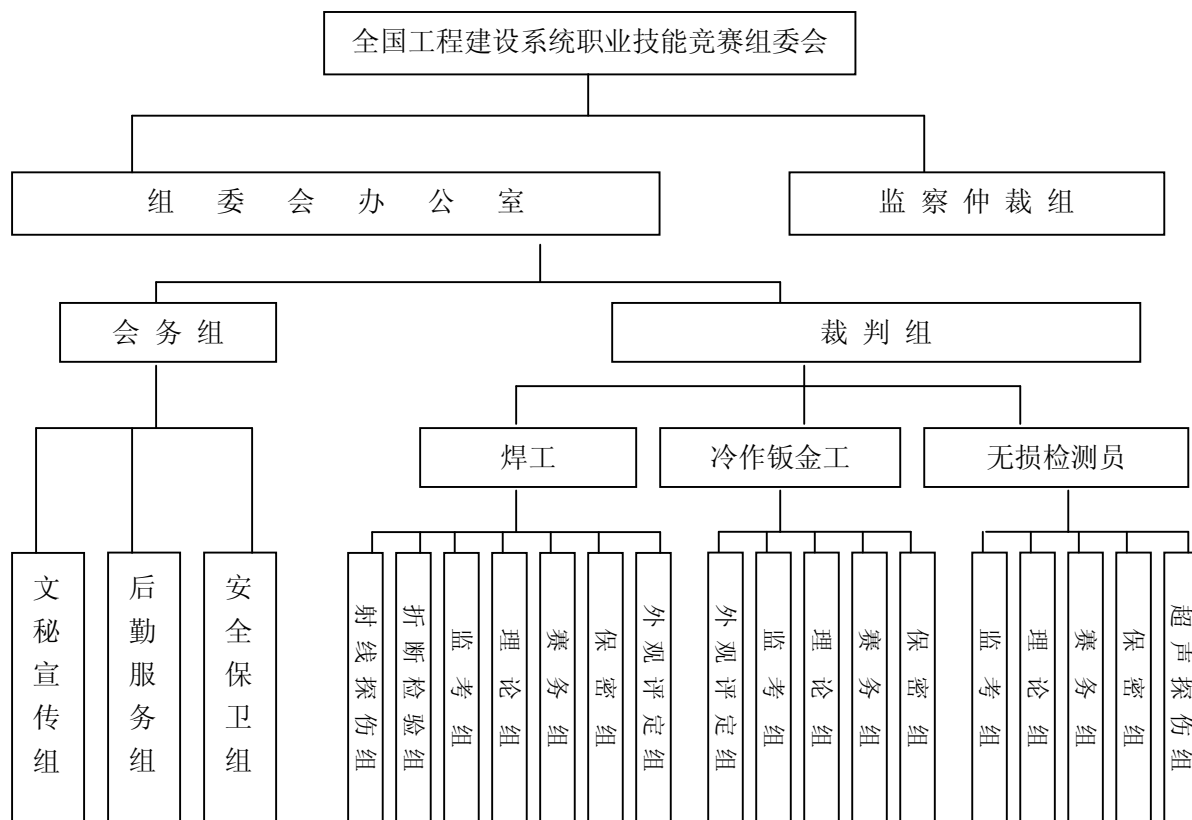 全国工程建设系统职业技能竞赛组委会
组委会办公室
监察仲裁组
会务组
裁判组
焊工
冷作钣金工
无损检测员
文秘宣传组
后勤服务组
安全保卫组
射线探伤组
折断检验组
监考组
理论组
赛务组
保密组
外观评定组
外观评定组
监考组
理论组
赛务组
保密组
监考组
理论组
赛务组
保密组
超声探伤组